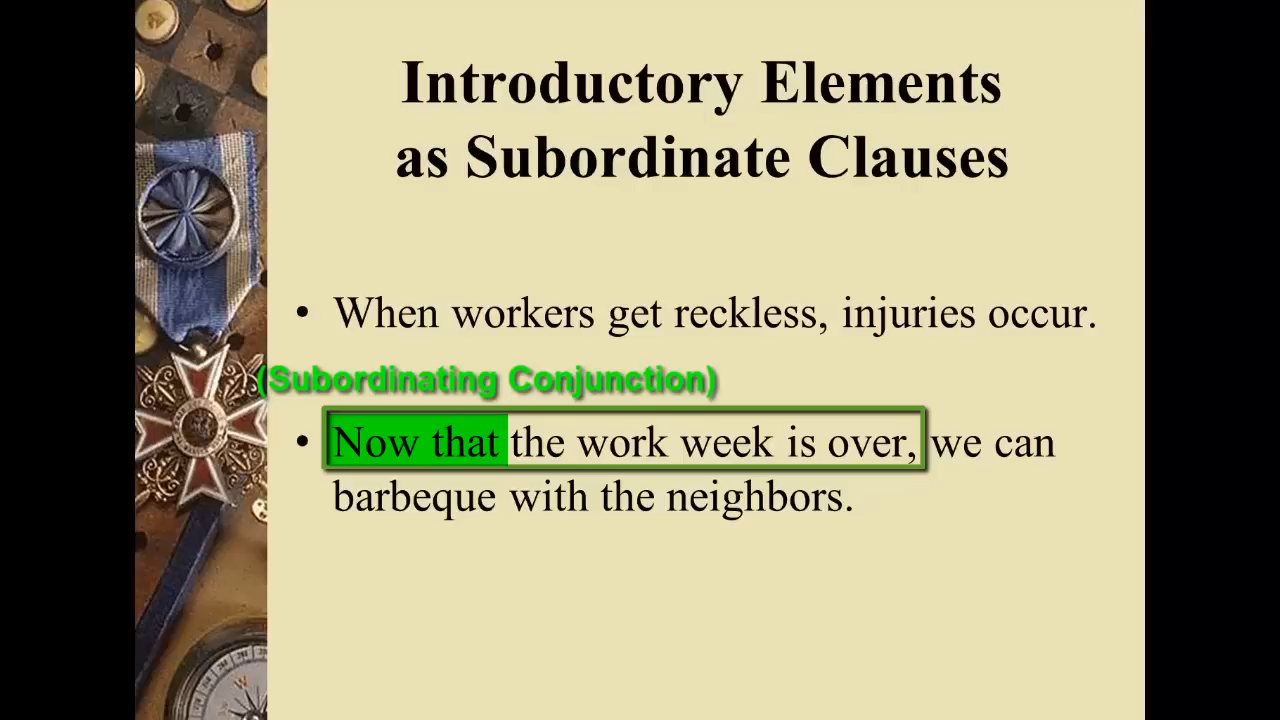 Introductory Elements
as Subordinate Clauses
• When workers get reckless, injuries occur.
(Subordinating Conjunction)
• Now that the work week is over, we can
barbeque with the neighbors.